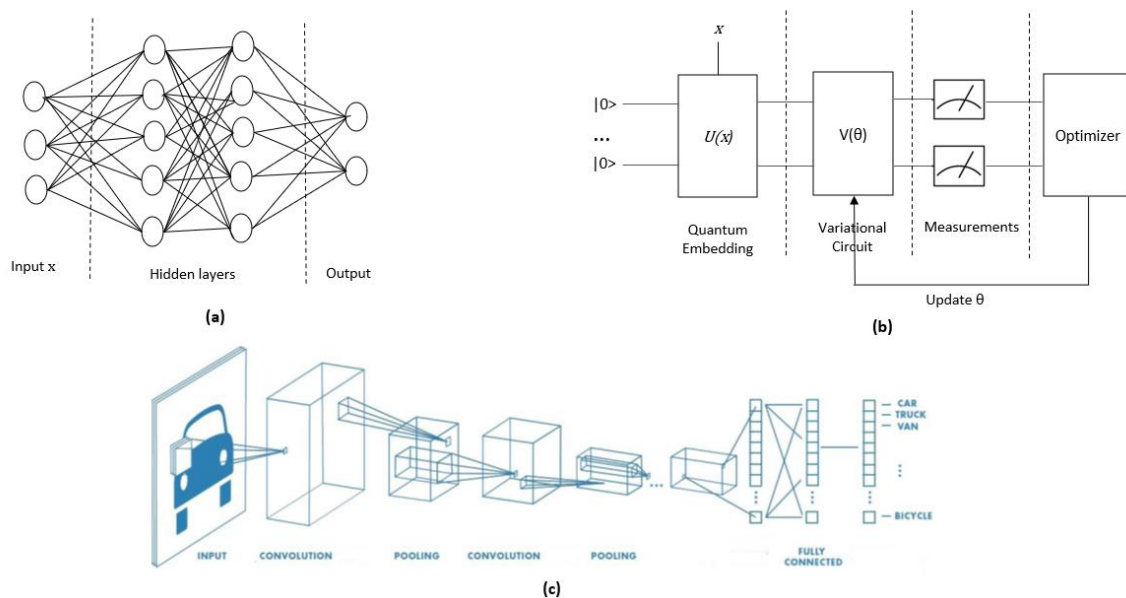 Input x
Hidden layers
Output
(a)
x
|0>
...
|0>
U(x)
V(θ)
Optimizer
Quantum
Embedding
Variational
Circuit
Measurements
Update θ
(b)
CAR
TRUCK
VAN
BICYCLE
INPUT
CONVOLUTION
POOLING
CONVOLUTION
POOLING
FULLY
CONNECTED
(c)